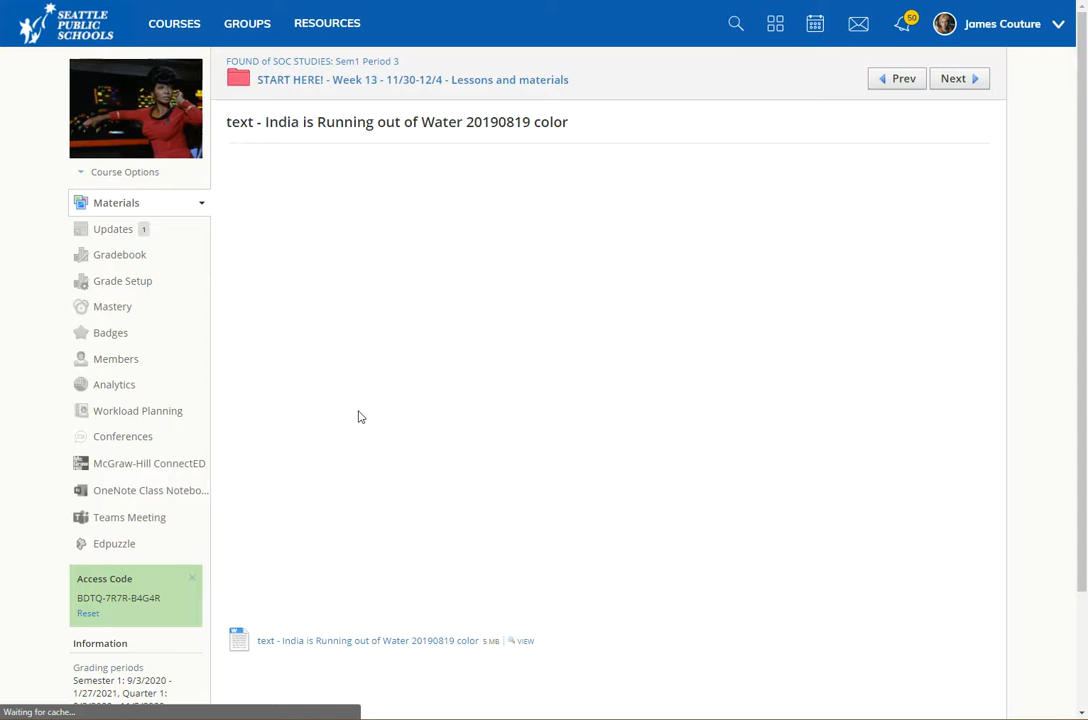 SEATTLE
PUBLIC
SCHOOLS
COURSES
GROUPS
RESOURCES
50
James Couture
FOUND of SOC STUDIES: Sem1 Period 3
START HERE! - Week 13 - 11/30-12/4 - Lessons and materials
Prev
Next
text - India is Running out of Water 20190819 color
Course Options
Materials
Updates 1
Gradebook
Grade Setup
Mastery
Badges
Members
Analytics
Workload Planning
Conferences
McGraw-Hill ConnectED
OneNote Class Notebo...
Teams Meeting
Edpuzzle
Access Code
BDTQ-7R7R-B4G4R
Reset
text - India is Running out of Water 20190819 color 5 MB VIEW
Information
Grading periods
Semester 1: 9/3/2020 -
1/27/2021, Quarter 1:
Waiting for cache...